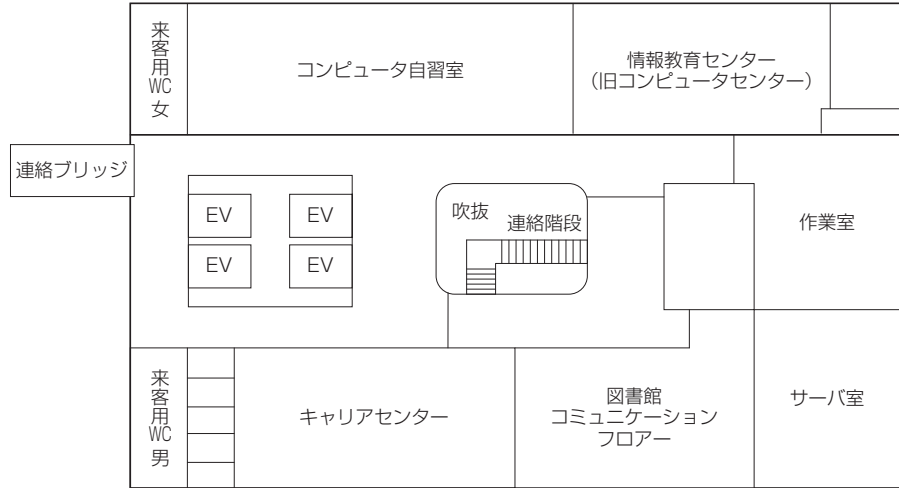 来客用WC女
コンピュータ自習室
情報教育センター
（旧コンピュータセンター）
連絡ブリッジ
EV
EV
EV
EV
吹抜
連絡階段
作業室
来客用WC男
キャリアセンター
図書館
コミュニケーション
フロアー
サーバ室